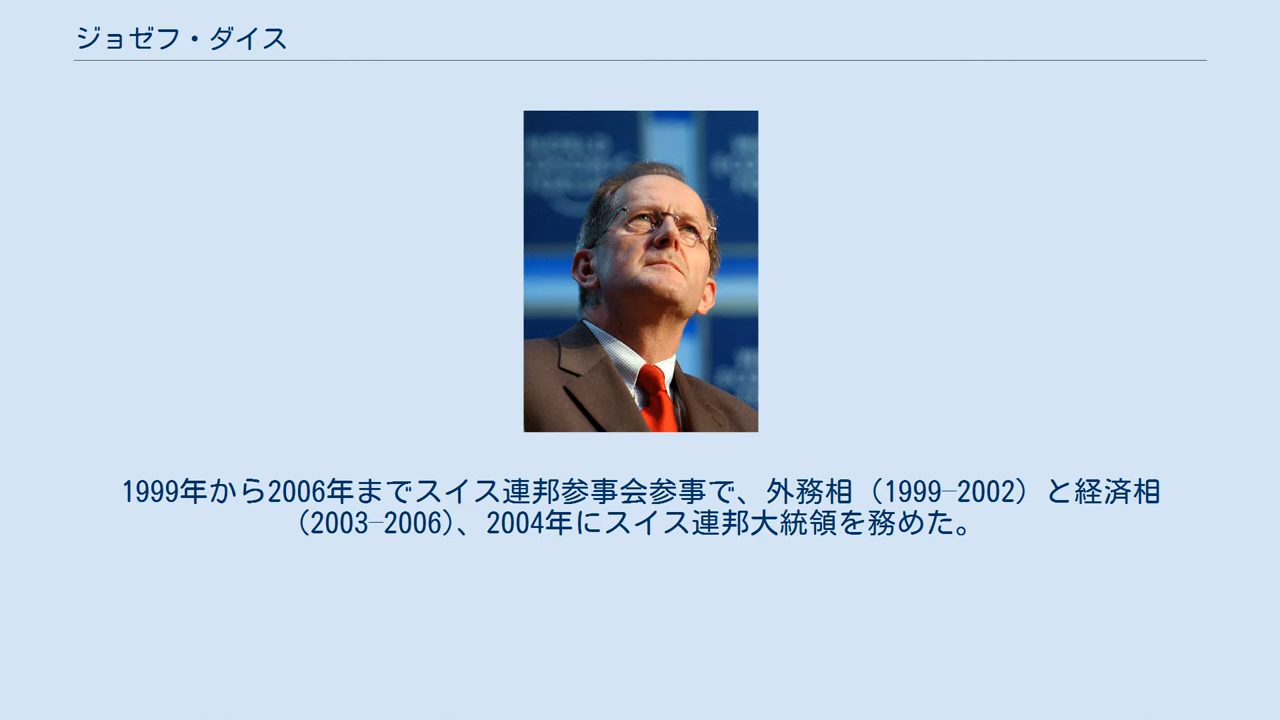 ジョゼフ・ダイス
WORLD
ECONOMIC
FORUM
1999年から2006年までスイス連邦参事会参事で、外務相（1999–2002）と経済相
（2003–2006)、2004年にスイス連邦大統領を務めた。